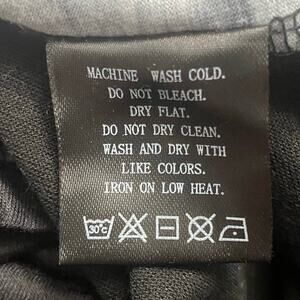 MACHINE WASH COLD.
DO NOT BLEACH.
DRY FLAT.
DO NOT DRY CLEAN.
WASH AND DRY WITH
LIKE COLORS.
IRON ON LOW HEAT.
30°C